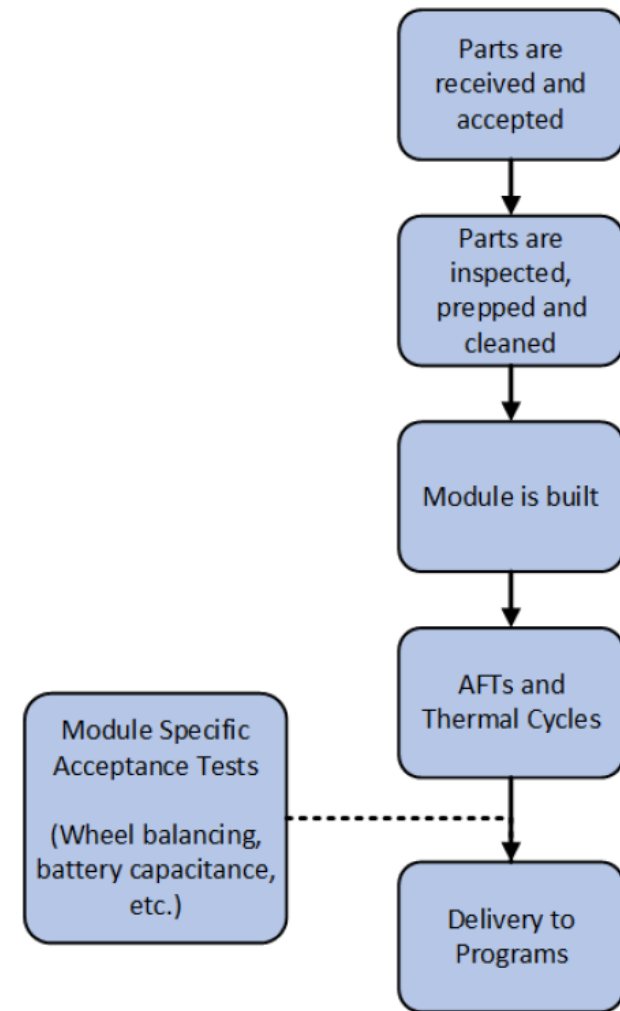 Parts are
received and
accepted
Parts are
inspected,
prepped and
cleaned
Module is built
AFTs and
Thermal Cycles
Module Specific
Acceptance Tests
(Wheel balancing,
battery capacitance,
etc.)
Delivery to
Programs